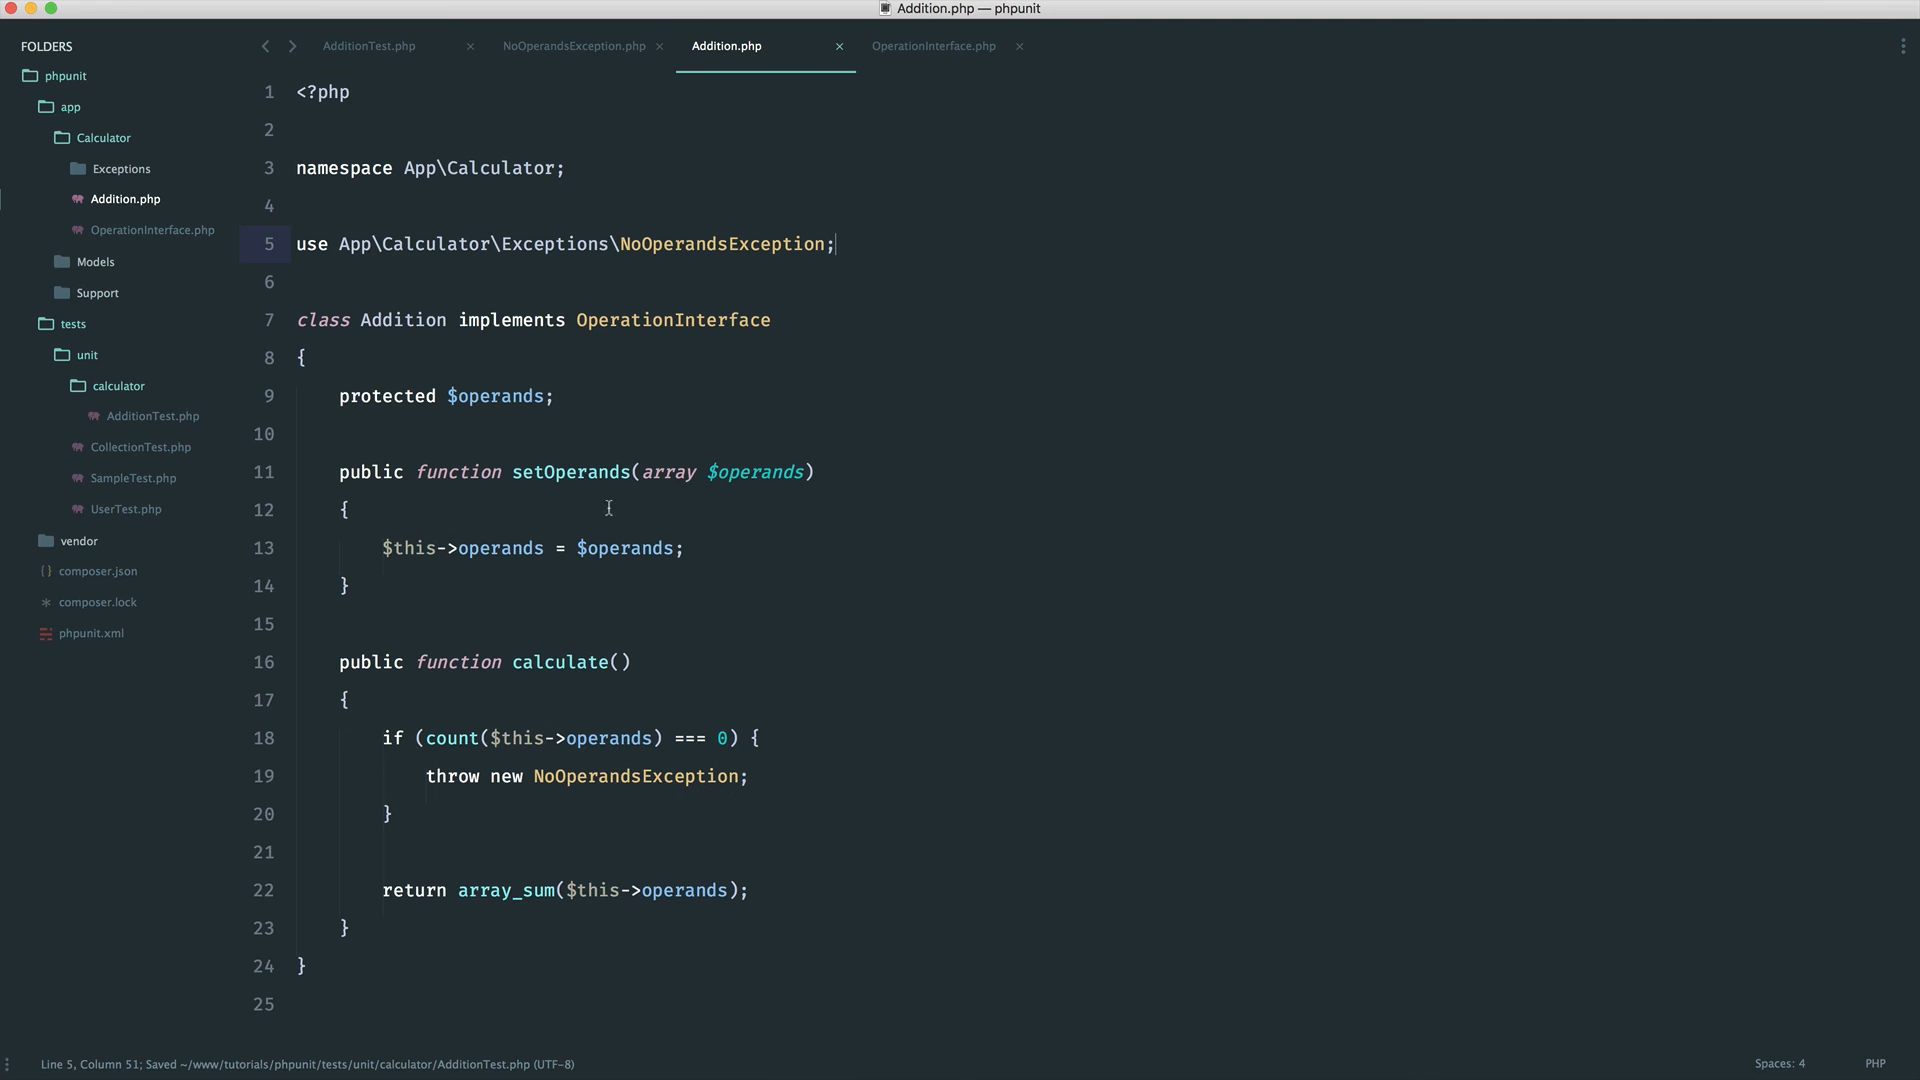 Addition.php — phpunit
FOLDERS
phpunit
app
Calculator
Exceptions
Addition.php
OperationInterface.php
Models
Support
tests
unit
calculator
AdditionTest.php
CollectionTest.php
SampleTest.php
UserTest.php
vendor
composer.json
composer.lock
phpunit.xml
AdditionTest.php × NoOperandsException.php × Addition.php × OperationInterface.php ×
1 <?php
2
3 namespace App\Calculator;
4
5 use App\Calculator\Exceptions\NoOperandsException;
6
7 class Addition implements OperationInterface
8 {
9     protected $operands;
10
11     public function setOperands(array $operands)
12     {
13         $this->operands = $operands;
14     }
15
16     public function calculate()
17     {
18         if (count($this->operands) === 0) {
19             throw new NoOperandsException;
20         }
21
22         return array_sum($this->operands);
23     }
24 }
25
Line 5, Column 51; Saved ~/www/tutorials/phpunit/tests/unit/calculator/AdditionTest.php (UTF-8)
Spaces: 4 PHP